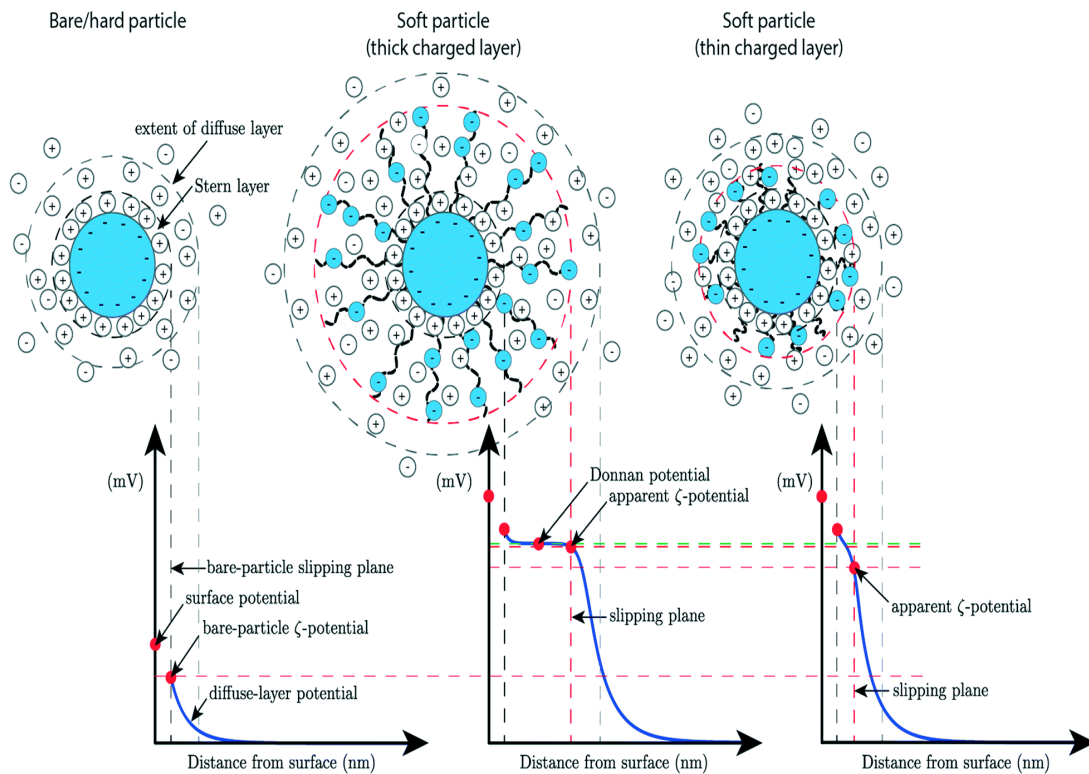 Bare/hard particle
Soft particle
(thick charged layer)
Soft particle
(thin charged layer)
extent of diffuse layer
Stern layer
(mV)
bare-particle slipping plane
surface potential
bare-particle ζ-potential
diffuse-layer potential
Distance from surface (nm)
(mV)
Donnan potential
apparent ζ-potential
slipping plane
Distance from surface (nm)
(mV)
apparent ζ-potential
slipping plane
Distance from surface (nm)